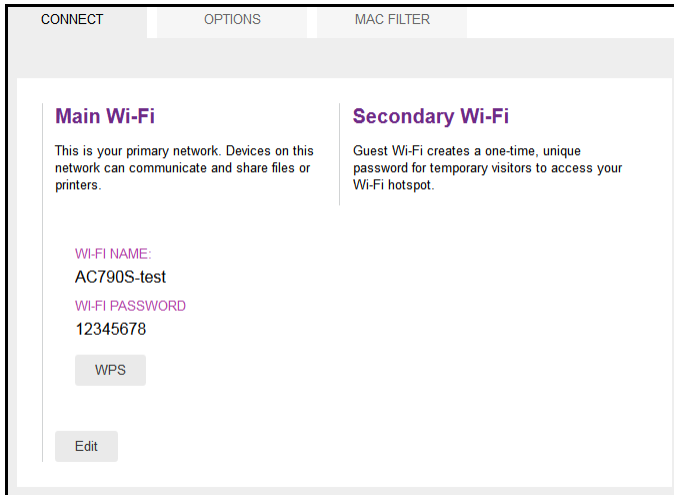 CONNECT
OPTIONS
MAC FILTER
Main Wi-Fi
This is your primary network. Devices on this
network can communicate and share files or
printers.
Secondary Wi-Fi
Guest Wi-Fi creates a one-time, unique
password for temporary visitors to access your
Wi-Fi hotspot.
WI-FI NAME:
AC790S-test
WI-FI PASSWORD
12345678
WPS
Edit